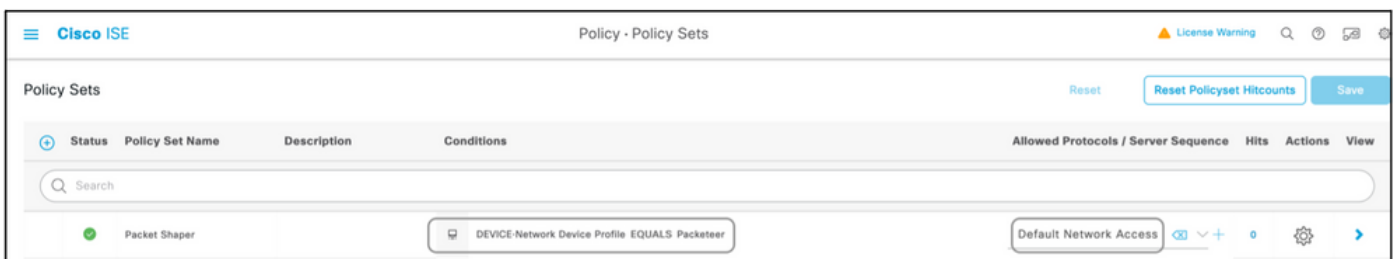 Cisco ISE Policy · Policy Sets License Warning
Policy Sets Reset Reset Policyset Hitcounts Save
Status Policy Set Name Description Conditions Allowed Protocols / Server Sequence Hits Actions View
Search
Packet Shaper DEVICE-Network Device Profile EQUALS Packeteer Default Network Access 0